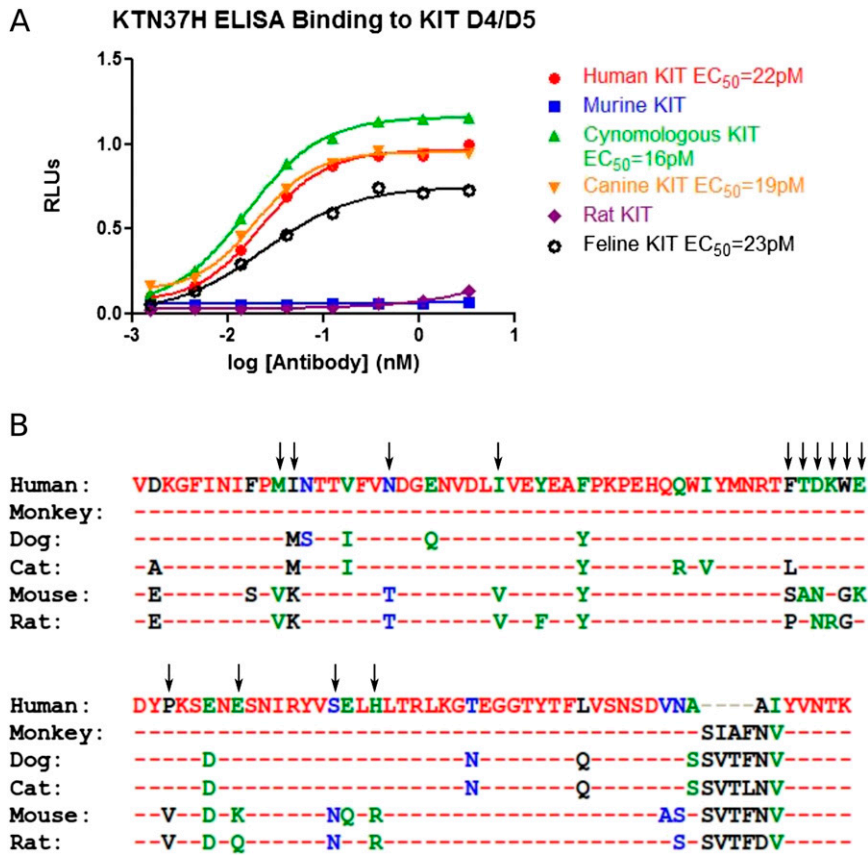 A
KTN37H ELISA Binding to KIT D4/D5
1.5
1.0
0.5
0.0
RLUs
-3 -2 -1 0 1
log [Antibody] (nM)
Human KIT EC50=22pM
Murine KIT
Cynomologous KIT
EC50=16pM
Canine KIT EC50=19pM
Rat KIT
Feline KIT EC50=23pM
B
Human: VDKGFINIFPMINTTVFVNDGENVDLIVEYEAFPKPEHQQWIYMNRTFTDKWE
Monkey: -----------------------------------------------------
Dog: -----------MS--I-----Q----------Y--------------------
Cat: -A---------M---I----------------Y------R-V-----L-----
Mouse: -E------S-VK------T-------V-----Y--------------SAN-GK
Rat: -E--------VK------T-------V--F--Y--------------P-NRG-
Human: DYPKSENESNIRYVSELHLTRLKGTEGGTYTFLVSNSDVNA----AIYVNTK
Monkey: -----------------------------------------SIAFNV-----
Dog: -----D------------------N-------Q-------SSVTFNV-----
Cat: -----D------------------N-------Q-------SSVTLNV-----
Mouse: --V--D-K------NQ-R--------------------AS-SVTFNV-----
Rat: --V--D-Q------N--R---------------------S-SVTFDV-----